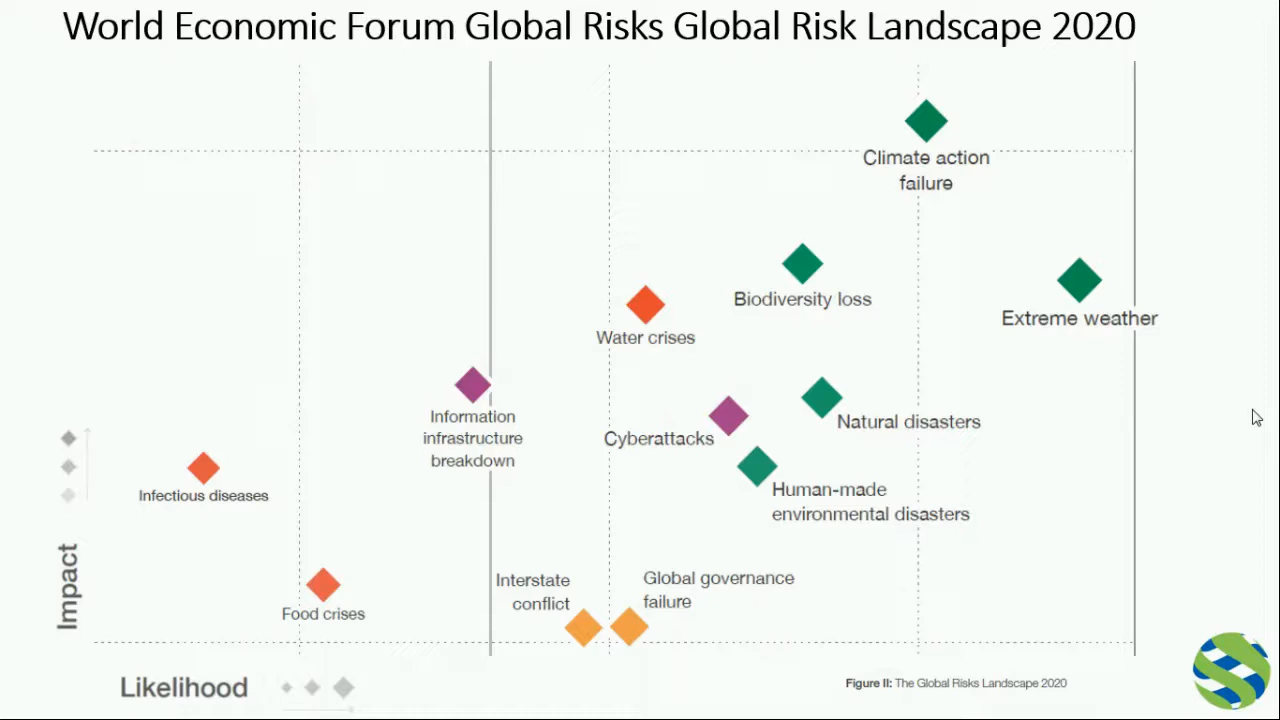 World Economic Forum Global Risks Global Risk Landscape 2020
Climate action
failure
Biodiversity loss
Extreme weather
Water crises
Information
infrastructure
breakdown
Cyberattacks
Natural disasters
Infectious diseases
Human-made
environmental disasters
Interstate
conflict
Global governance
failure
Food crises
Impact
Likelihood
Figure II: The Global Risks Landscape 2020